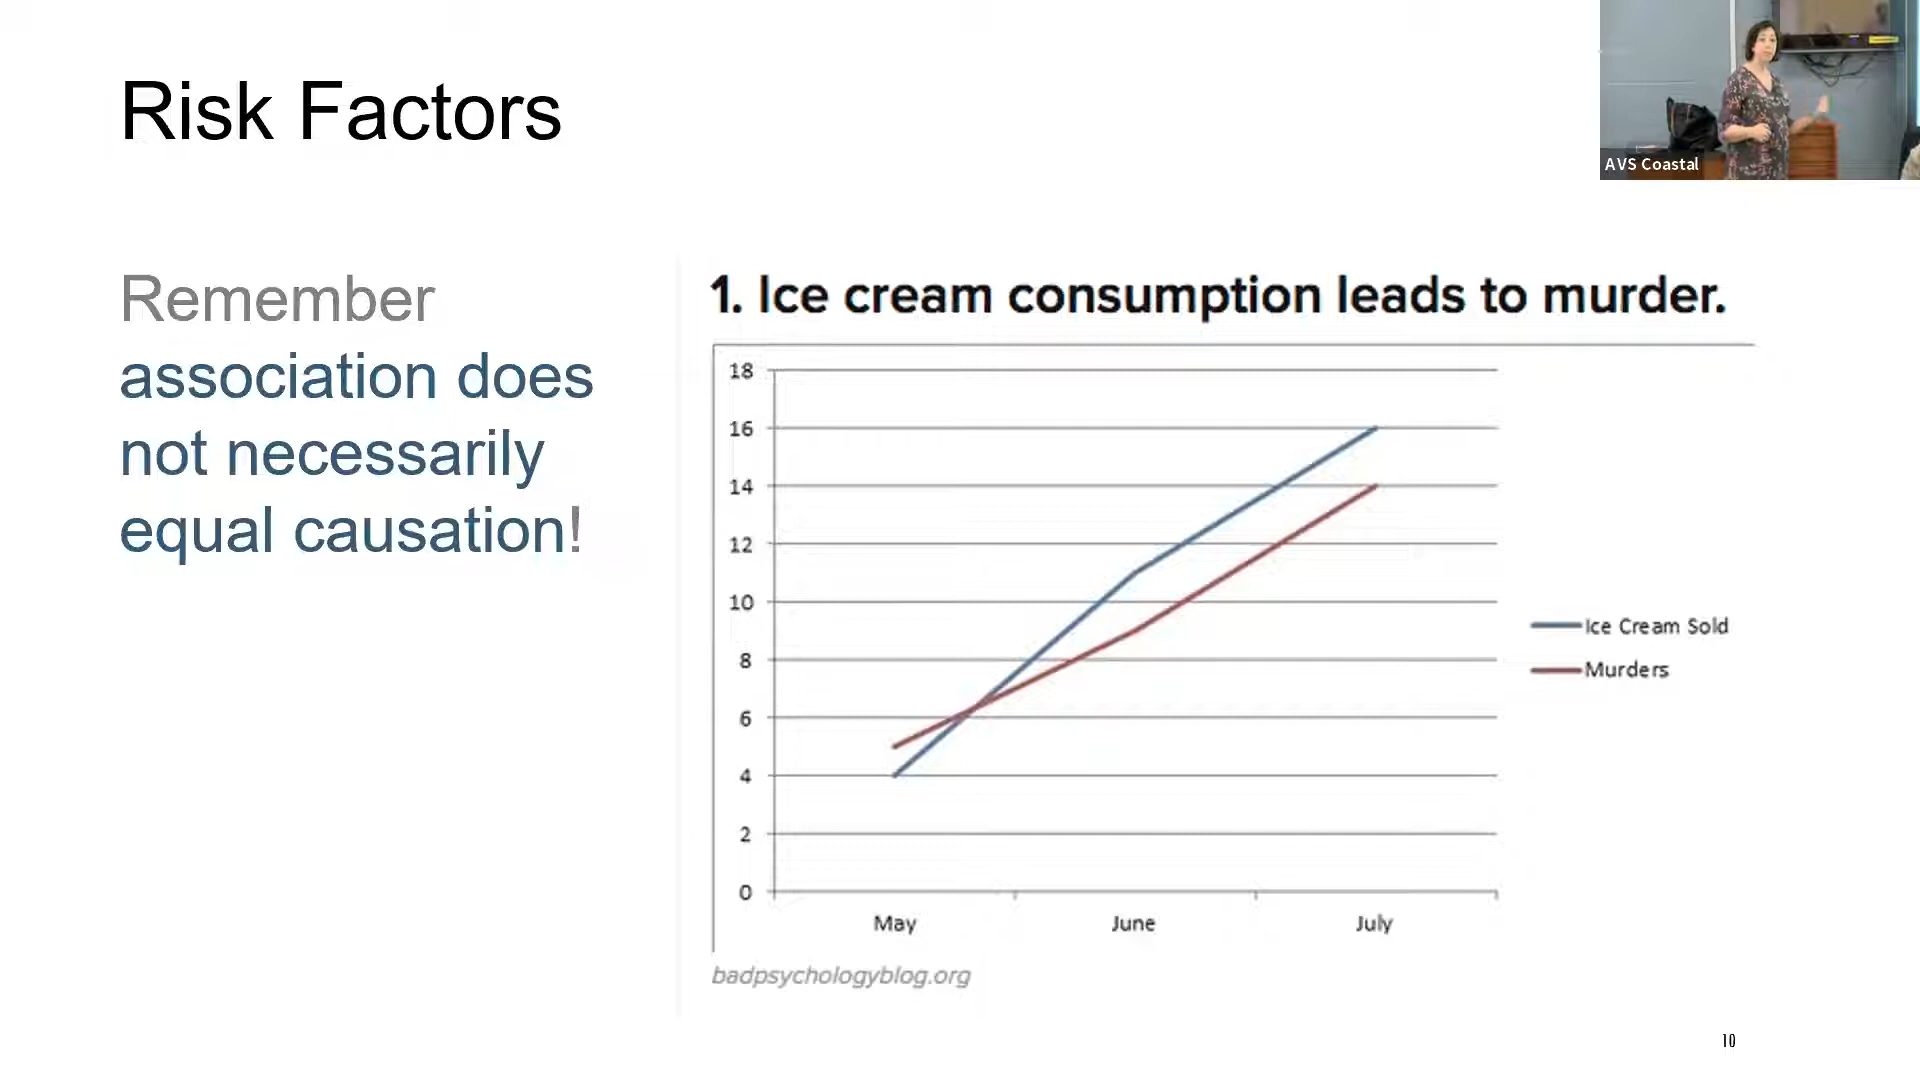 Risk Factors
AVS Coastal
Remember
association does
not necessarily
equal causation!
1. Ice cream consumption leads to murder.
18
16
14
12
10
8
6
4
2
0
May June July
Ice Cream Sold
Murders
badpsychologyblog.org
10